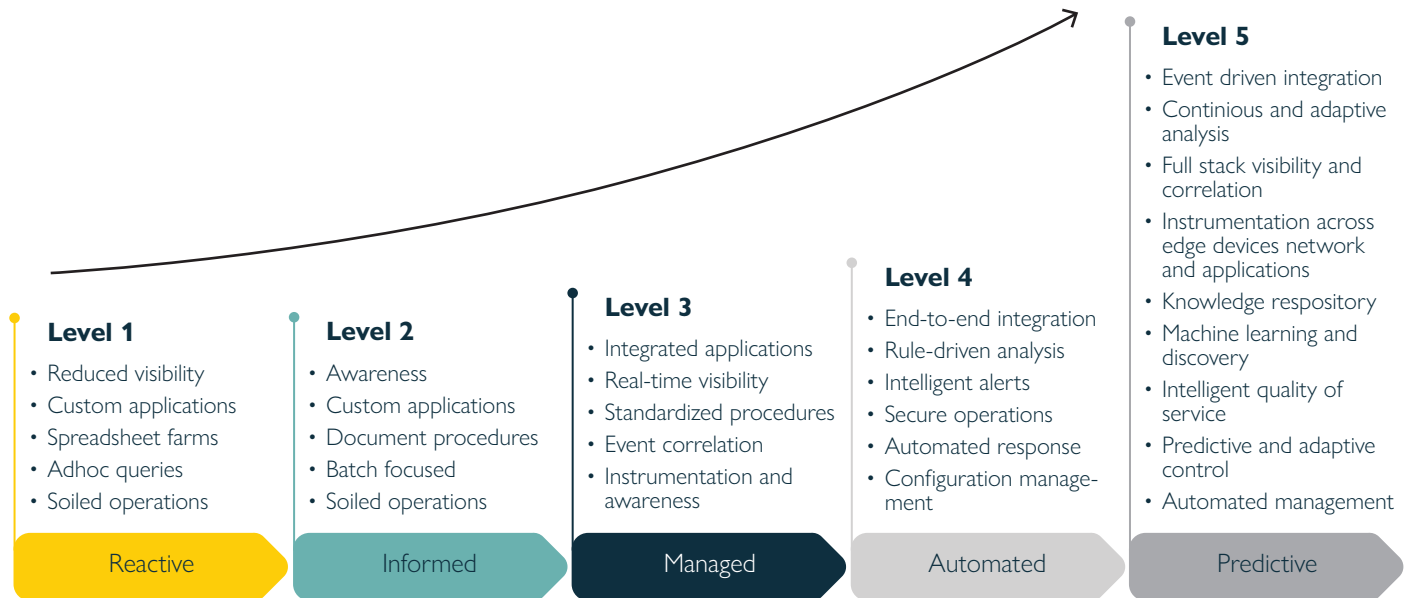 Level 1
• Reduced visibility
• Custom applications
• Spreadsheet farms
• Adhoc queries
• Soiled operations
Reactive
Level 2
• Awareness
• Custom applications
• Document procedures
• Batch focused
• Soiled operations
Informed
Level 3
• Integrated applications
• Real-time visibility
• Standardized procedures
• Event correlation
• Instrumentation and
awareness
Managed
Level 4
• End-to-end integration
• Rule-driven analysis
• Intelligent alerts
• Secure operations
• Automated response
• Configuration manage-
ment
Automated
Level 5
• Event driven integration
• Continious and adaptive
analysis
• Full stack visibility and
correlation
• Instrumentation across
edge devices network
and applications
• Knowledge respository
• Machine learning and
discovery
• Intelligent quality of
service
• Predictive and adaptive
control
• Automated management
Predictive